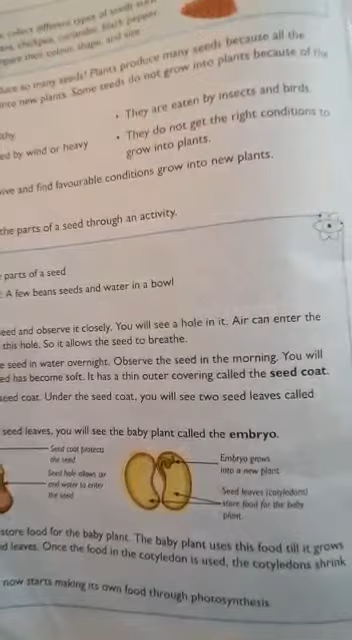 collect different types of seeds
chickpea, coriander, black pepper
their colour, shape, and size
so many seeds? Plants produce many seeds because all the
into new plants. Some seeds do not grow into plants because of the
• They are eaten by insects and birds.
ed by wind or heavy
• They do not get the right conditions to
grow into plants.
ive and find favourable conditions grow into new plants.
the parts of a seed through an activity.
parts of a seed
A few beans seeds and water in a bowl
eed and observe it closely. You will see a hole in it. Air can enter the
this hole. So it allows the seed to breathe.
e seed in water overnight. Observe the seed in the morning. You will
ed has become soft. It has a thin outer covering called the seed coat.
seed coat. Under the seed coat, you will see two seed leaves called
seed leaves, you will see the baby plant called the embryo.
Seed coat protects
the seed
Seed hole allows air
and water to enter
the seed
Embryo grows
into a new plant
Seed leaves (cotyledons)
store food for the baby
plant
store food for the baby plant. The baby plant uses this food till it grows
d leaves. Once the food in the cotyledon is used, the cotyledons shrink
now starts making its own food through photosynthesis